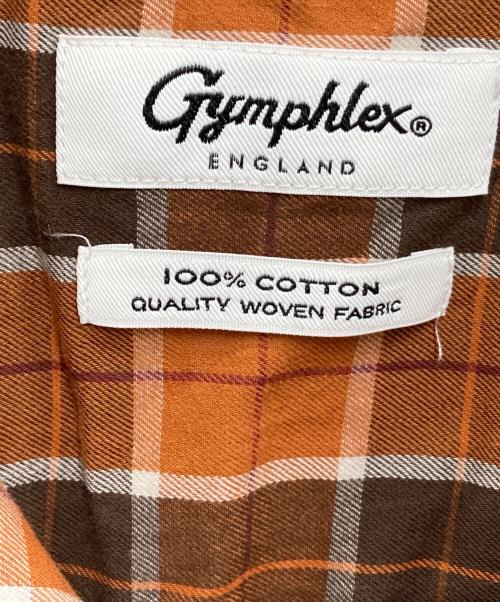 Gymphlex®
ENGLAND
100% COTTON
QUALITY WOVEN FABRIC